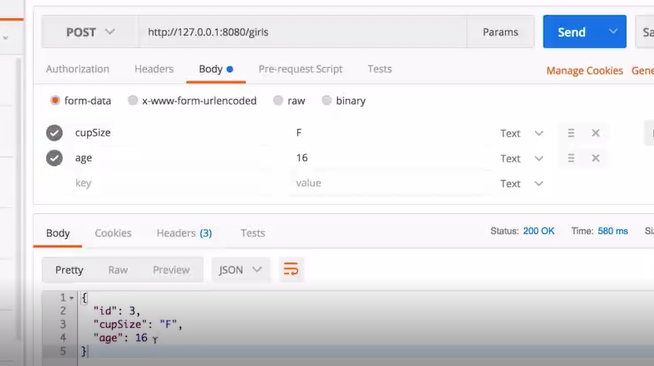 POST http://127.0.0.1:8080/girls Params Send
Authorization Headers Body Pre-request Script Tests Manage Cookies
form-data x-www-form-urlencoded raw binary
cupSize F Text
age 16 Text
key value Text
Body Cookies Headers (3) Tests Status: 200 OK Time: 580 ms
Pretty Raw Preview JSON
1 {
2 "id": 3,
3 "cupSize": "F",
4 "age": 16
5 }